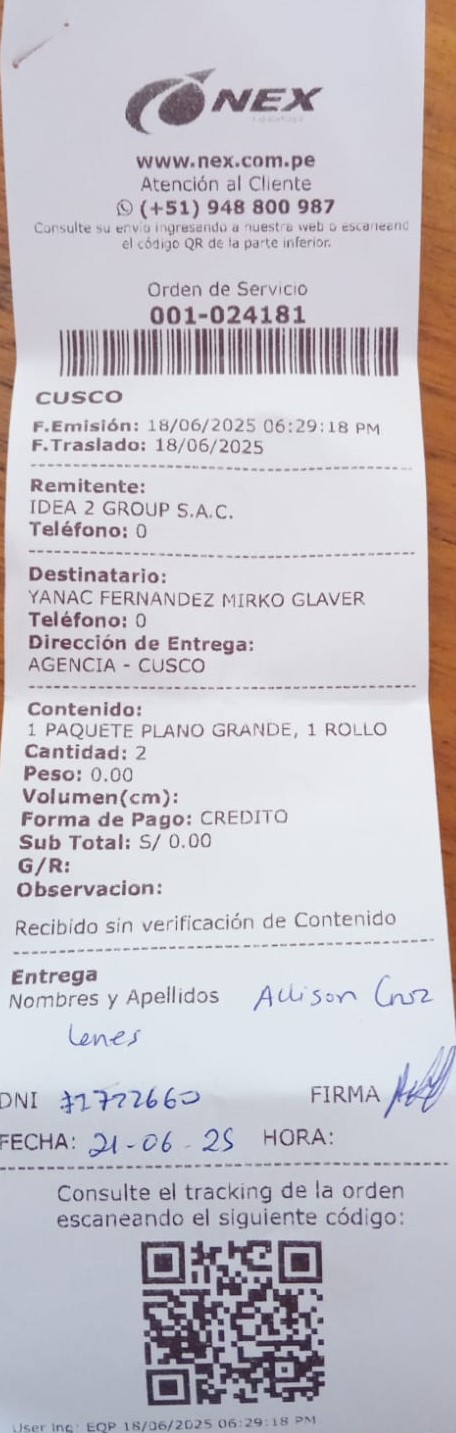 NEX
www.nex.com.pe
Atención al Cliente
(+51) 948 800 987
Consulte su envío ingresando a nuestra web o escaneand
el código QR de la parte inferior.
Orden de Servicio
001-024181
CUSCO
F.Emisión: 18/06/2025 06:29:18 PM
F.Traslado: 18/06/2025
Remitente:
IDEA 2 GROUP S.A.C.
Teléfono: 0
Destinatario:
YANAC FERNANDEZ MIRKO GLAVER
Teléfono: 0
Dirección de Entrega:
AGENCIA - CUSCO
Contenido:
1 PAQUETE PLANO GRANDE, 1 ROLLO
Cantidad: 2
Peso: 0.00
Volumen(cm):
Forma de Pago: CREDITO
Sub Total: S/ 0.00
G/R:
Observacion:
Recibido sin verificación de Contenido
Entrega
Nombres y Apellidos Allison Cruz
DNI FIRMA
FECHA: 21-06-25 HORA:
Consulte el tracking de la orden
escaneando el siguiente código:
User Ing: EQP 18/06/2025 06:29:18 PM